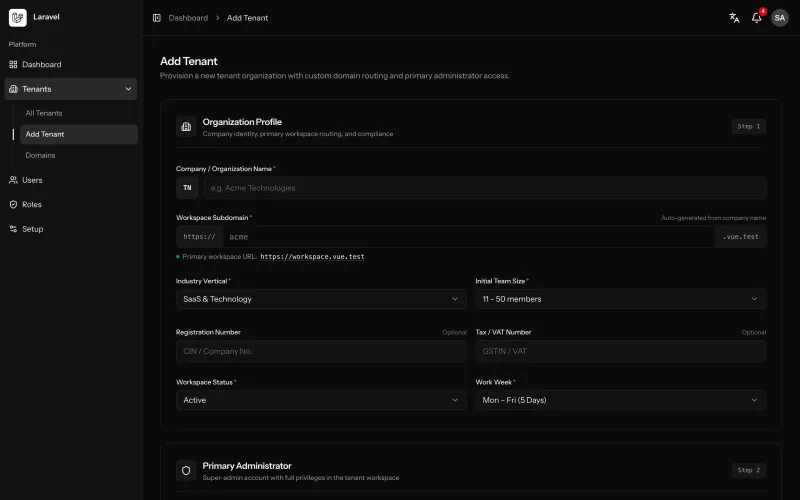 Laravel
Dashboard > Add Tenant
4
SA
Platform
Dashboard
Tenants
All Tenants
Add Tenant
Domains
Users
Roles
Setup
Add Tenant
Provision a new tenant organization with custom domain routing and primary administrator access.
Organization Profile
Company identity, primary workspace routing, and compliance
Step 1
Company / Organization Name *
TN
e.g. Acme Technologies
Workspace Subdomain *
Auto-generated from company name
https://
acme
.vue.test
Primary workspace URL: https://workspace.vue.test
Industry Vertical *
Initial Team Size *
SaaS & Technology
11 - 50 members
Registration Number
Optional
Tax / VAT Number
Optional
CIN / Company No.
GSTIN / VAT
Workspace Status *
Work Week *
Active
Mon – Fri (5 Days)
Primary Administrator
Super-admin account with full privileges in the tenant workspace
Step 2